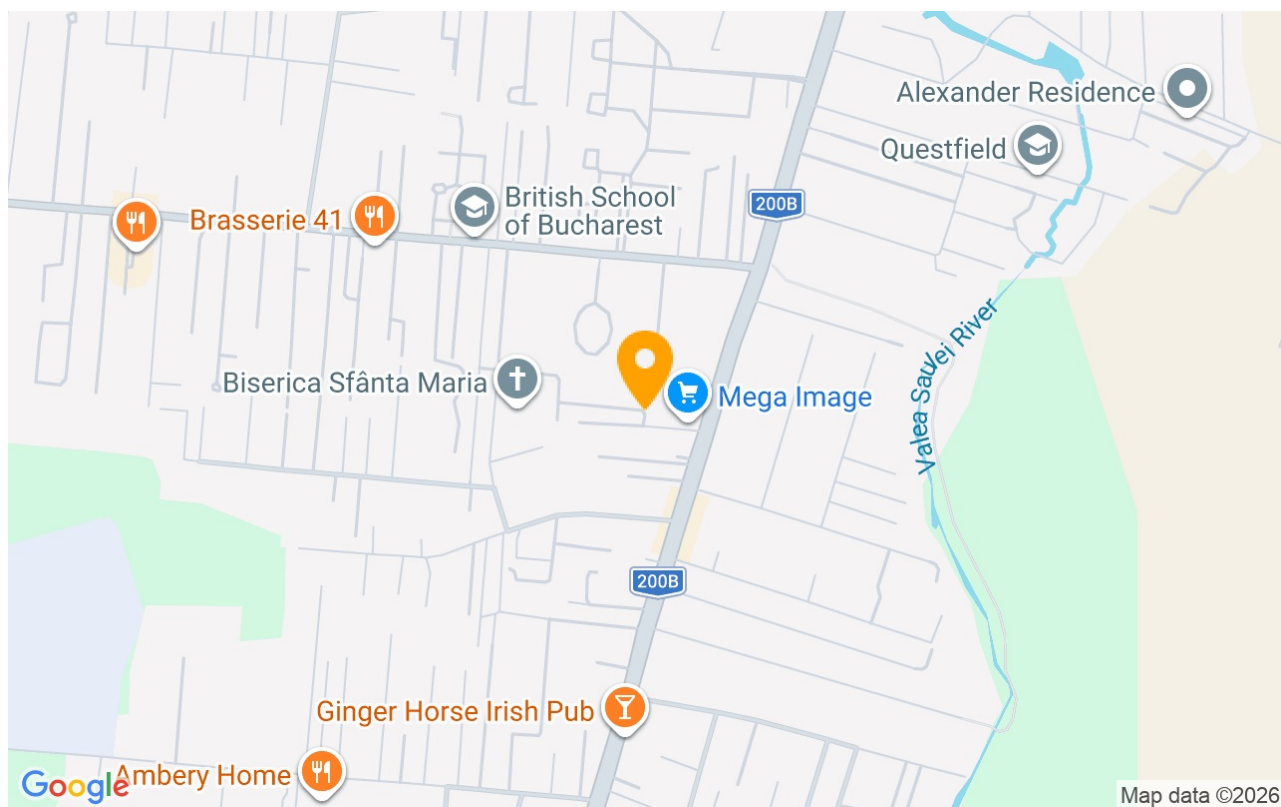 Alexander Residence
Questfield
British School
of Bucharest
200B
Brasserie 41
Valea Saulei River
Biserica Sfânta Maria
Mega Image
200B
Ginger Horse Irish Pub
Ambery Home
Google
Map data ©2026